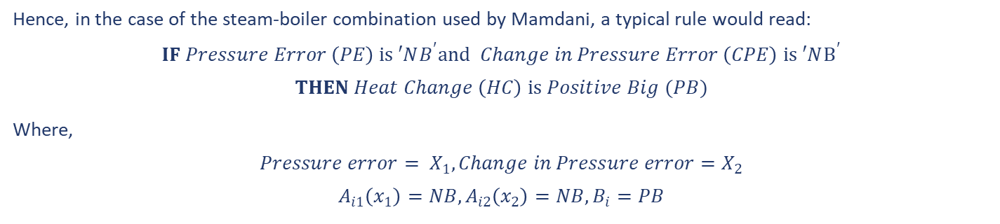 Hence, in the case of the steam-boiler combination used by Mamdani, a typical rule would read:
IF Pressure Error (PE) is 'NB' and Change in Pressure Error (CPE) is 'NB'
THEN Heat Change (HC) is Positive Big (PB)
Where,
Pressure error = X₁, Change in Pressure error = X₂
Aᵢ₁(x₁) = NB, Aᵢ₂(x₂) = NB, Bᵢ = PB